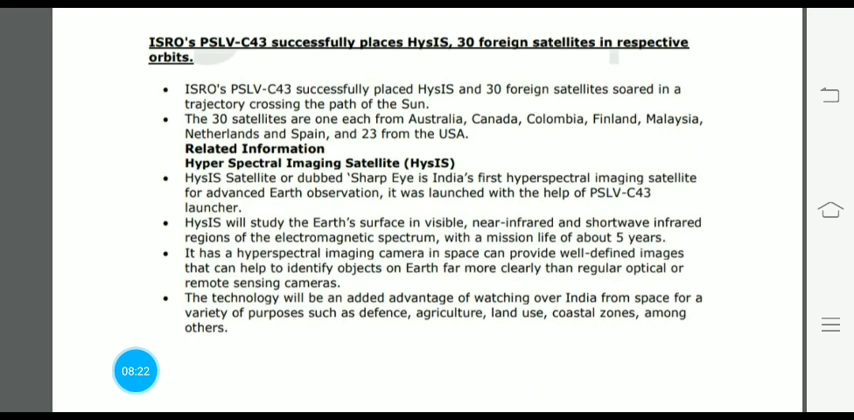 ISRO's PSLV-C43 successfully places HysIS, 30 foreign satellites in respective
orbits.
• ISRO's PSLV-C43 successfully placed HysIS and 30 foreign satellites soared in a
trajectory crossing the path of the Sun.
• The 30 satellites are one each from Australia, Canada, Colombia, Finland, Malaysia,
Netherlands and Spain, and 23 from the USA.
Related Information
Hyper Spectral Imaging Satellite (HysIS)
• HysIS Satellite or dubbed 'Sharp Eye is India's first hyperspectral imaging satellite
for advanced Earth observation, it was launched with the help of PSLV-C43
launcher.
• HysIS will study the Earth's surface in visible, near-infrared and shortwave infrared
regions of the electromagnetic spectrum, with a mission life of about 5 years.
• It has a hyperspectral imaging camera in space can provide well-defined images
that can help to identify objects on Earth far more clearly than regular optical or
remote sensing cameras.
• The technology will be an added advantage of watching over India from space for a
variety of purposes such as defence, agriculture, land use, coastal zones, among
others.
08:22